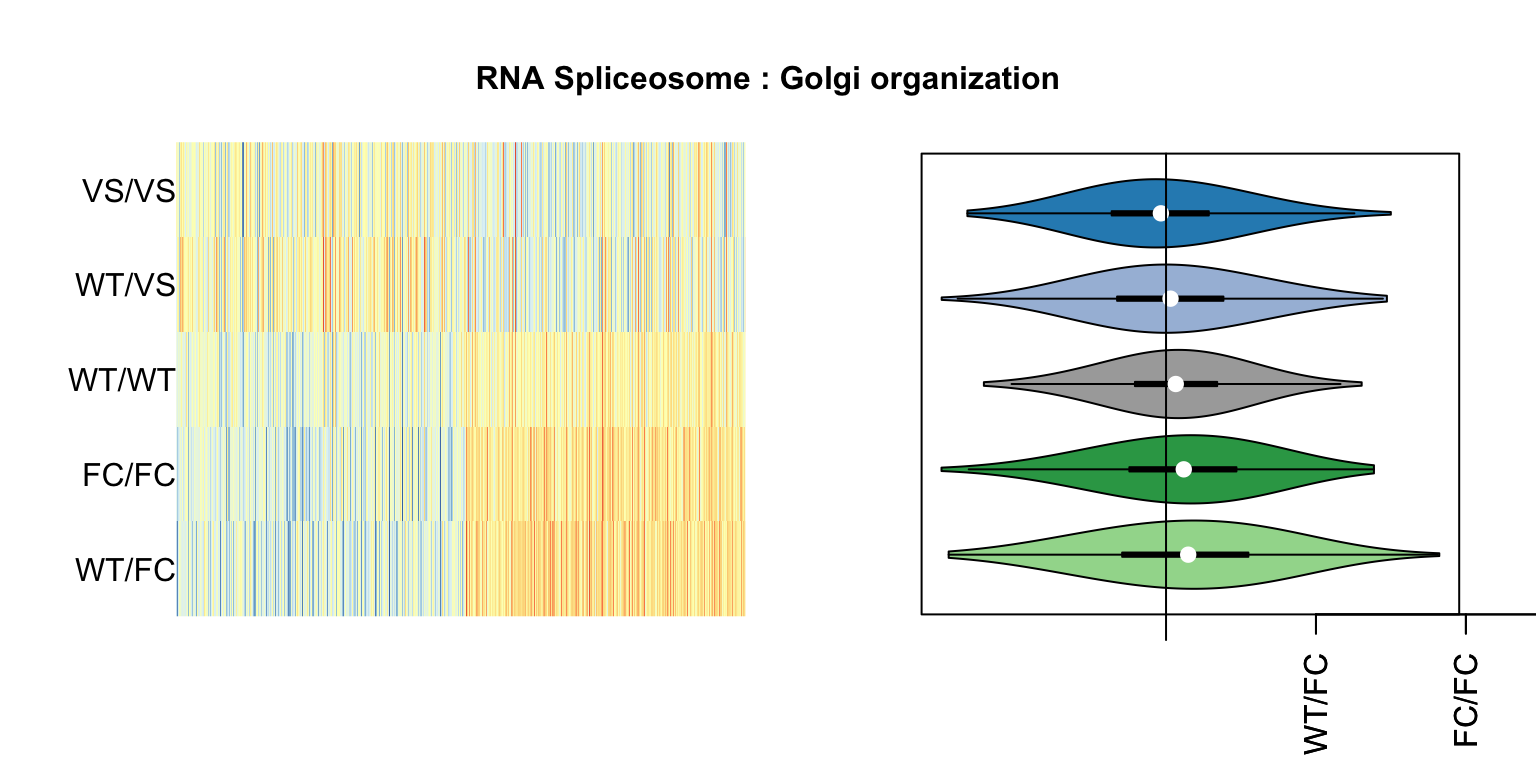 RNA Spliceosome : Golgi organization
VS/VS
WT/VS
WT/WT
FC/FC
WT/FC
WT/FC
FC/FC